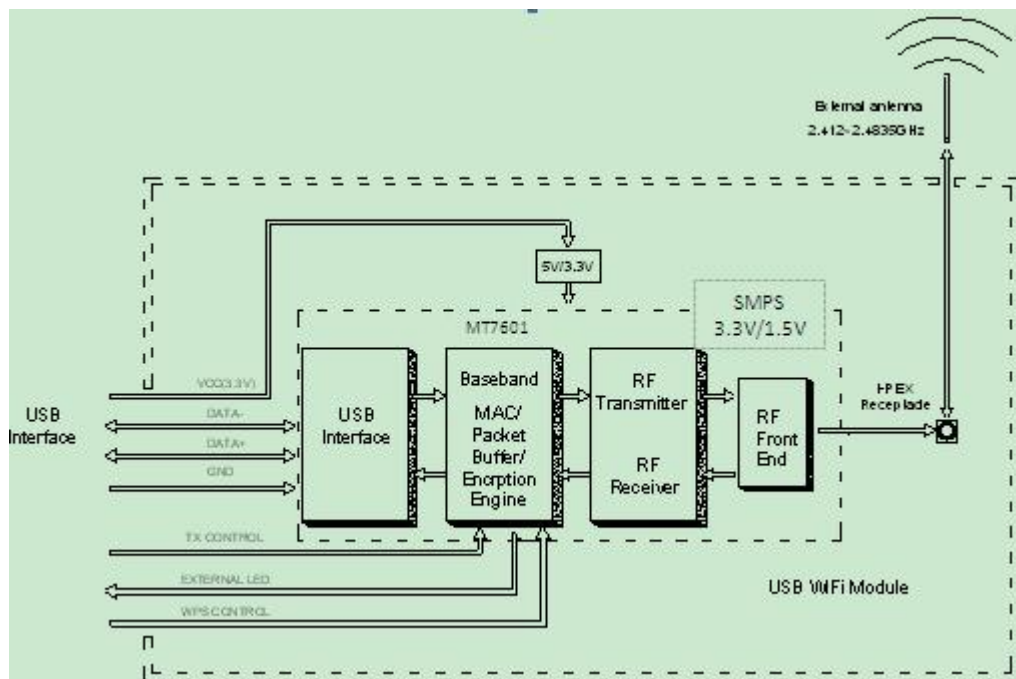 External antenna
2.412~2.4835GHz
5V/3.3V
SMPS
3.3V/1.5V
MT7601
VCC(3.3V)
DATA-
DATA+
GND
USB
Interface
USB
Interface
Baseband
MAC/
Packet
Buffer/
Encrption
Engine
RF
Transmitter
RF
Receiver
RF
Front
End
I-PEX
Receptade
TX CONTROL
EXTERNAL LED
WPS CONTROL
USB WiFi Module